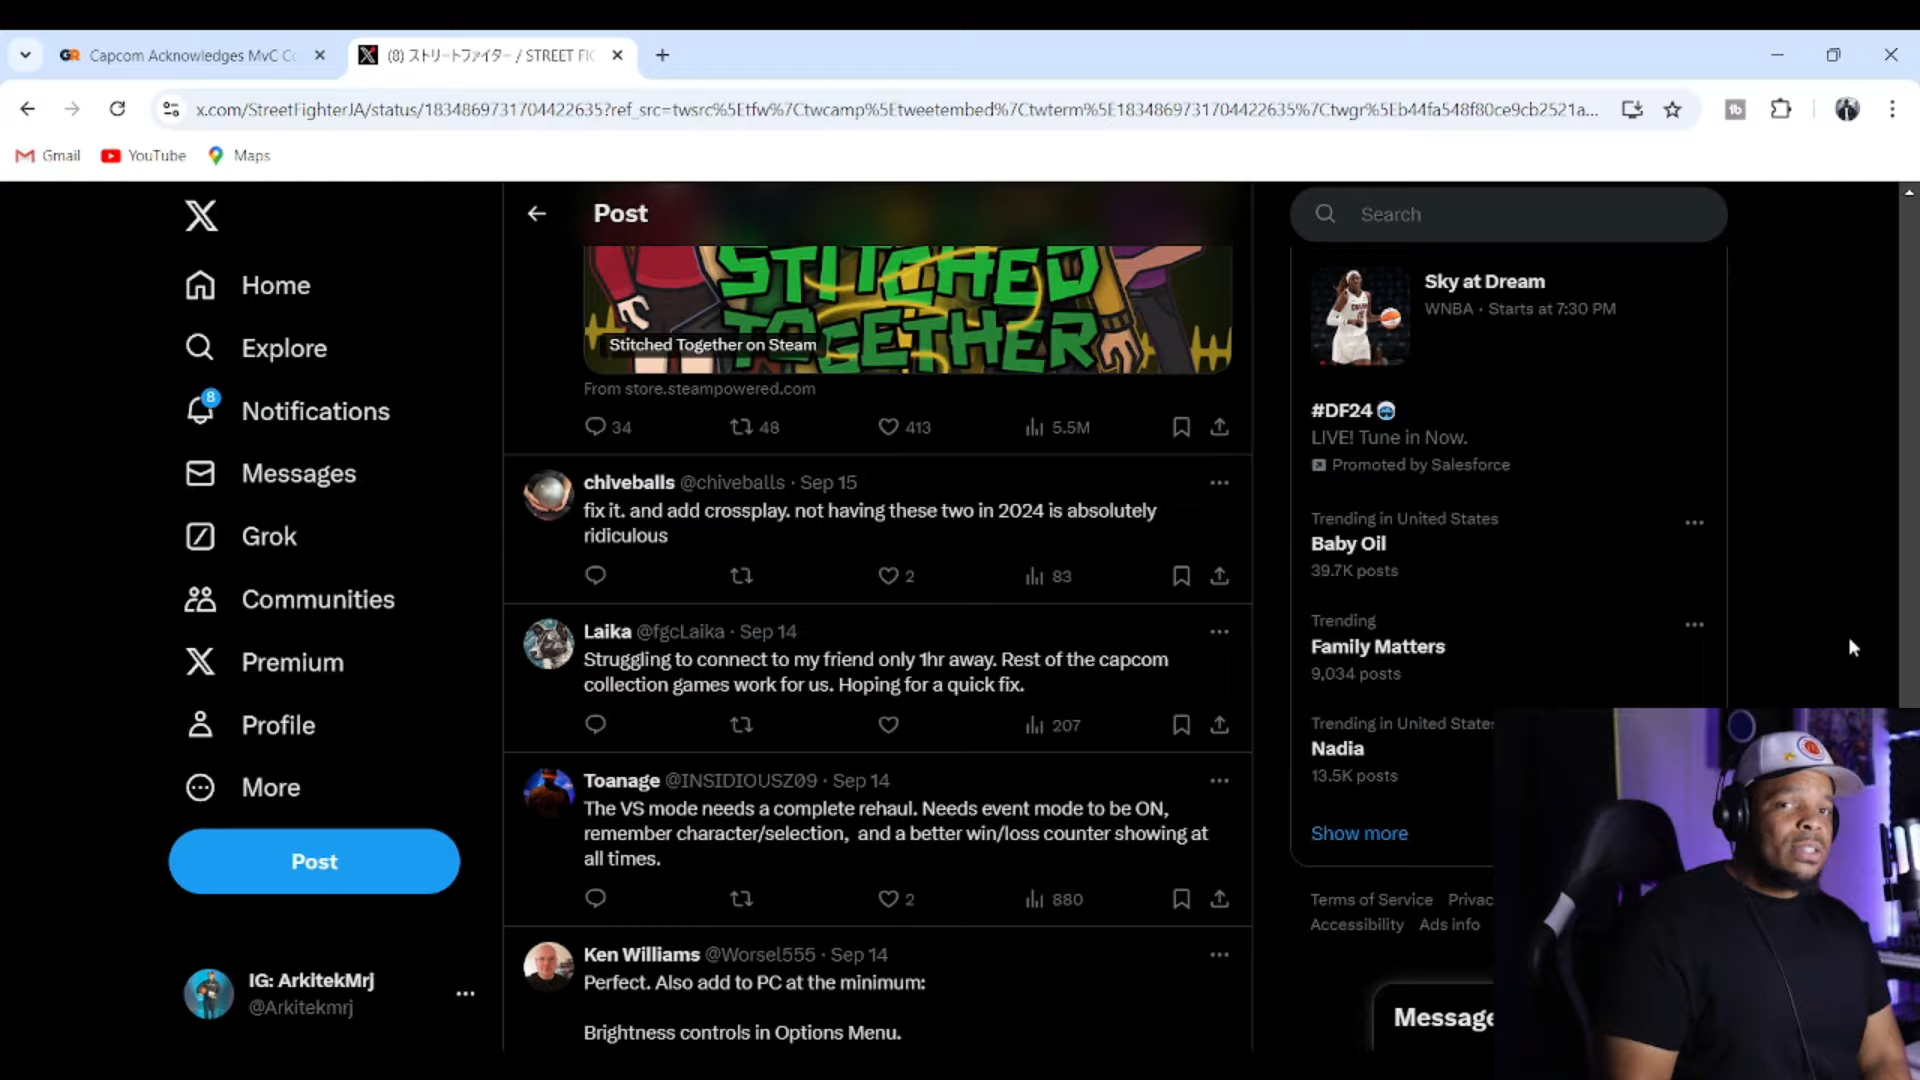 Capcom Acknowledges MvC Co
(8) ストリートファイター / STREET FIG
x.com/StreetFighterJA/status/1834869731704422635?ref_src=twsrc%5Etfw%7Ctwcamp%5Etweetembed%7Ctwterm%5E1834869731704422635%7Ctwgr%5Eb44fa548f80ce9cb2521a...
Gmail
YouTube
Maps
Post
Search
Home
Explore
8
Notifications
Messages
Grok
Communities
Premium
Profile
More
Post
IG: ArkitekMrj
@Arkitekmrj
STITCHED
TOGETHER
Stitched Together on Steam
From store.steampowered.com
34 48 413 5.5M
chiveballs @chiveballs · Sep 15
fix it. and add crossplay. not having these two in 2024 is absolutely
ridiculous
2 83
Laika @fgcLaika · Sep 14
Struggling to connect to my friend only 1hr away. Rest of the capcom
collection games work for us. Hoping for a quick fix.
207
Toanage @INSIDIOUSZ09 · Sep 14
The VS mode needs a complete rehaul. Needs event mode to be ON,
remember character/selection, and a better win/loss counter showing at
all times.
2 880
Ken Williams @Worsel555 · Sep 14
Perfect. Also add to PC at the minimum:
Brightness controls in Options Menu.
Sky at Dream
WNBA · Starts at 7:30 PM
#DF24
LIVE! Tune in Now.
Promoted by Salesforce
Trending in United States
Baby Oil
39.7K posts
Trending
Family Matters
9,034 posts
Trending in United States
Nadia
13.5K posts
Show more
Terms of Service Privac
Accessibility Ads info
Message